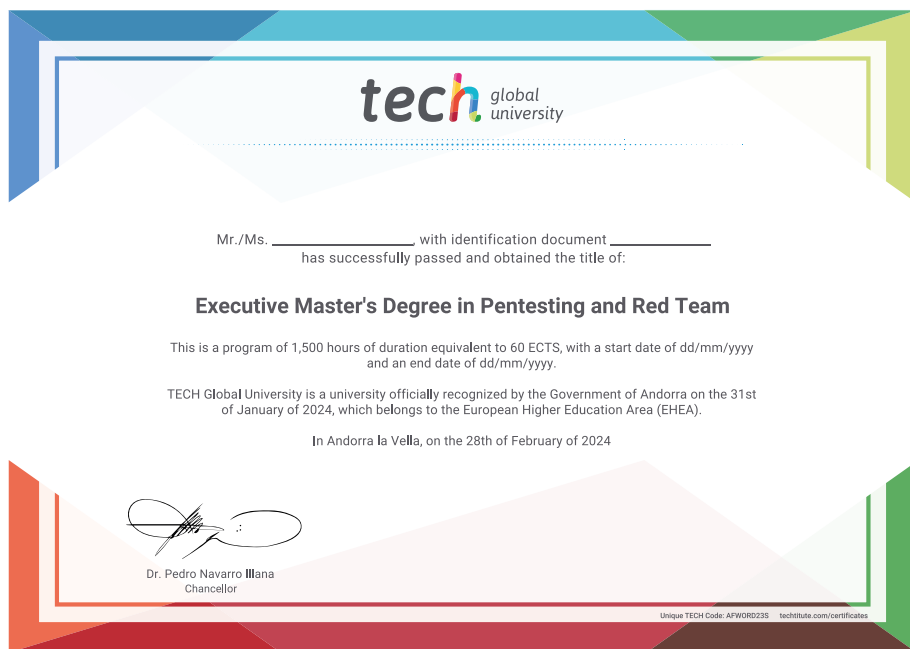 tech global
university
Mr./Ms. ________________, with identification document ____________
has successfully passed and obtained the title of:
Executive Master's Degree in Pentesting and Red Team
This is a program of 1,500 hours of duration equivalent to 60 ECTS, with a start date of dd/mm/yyyy
and an end date of dd/mm/yyyy.
TECH Global University is a university officially recognized by the Government of Andorra on the 31st
of January of 2024, which belongs to the European Higher Education Area (EHEA).
In Andorra la Vella, on the 28th of February of 2024
Dr. Pedro Navarro Illana
Chancellor
Unique TECH Code: AFWORD23S techtitute.com/certificates